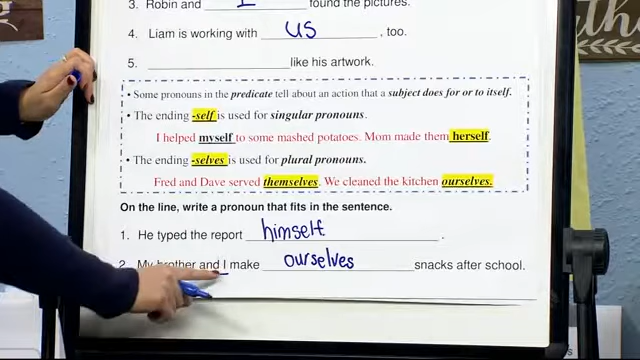 3. Robin and I found the pictures.
4. Liam is working with us, too.
5. ____________ like his artwork.
• Some pronouns in the predicate tell about an action that a subject does for or to itself.
• The ending -self is used for singular pronouns.
I helped myself to some mashed potatoes. Mom made them herself.
• The ending -selves is used for plural pronouns.
Fred and Dave served themselves. We cleaned the kitchen ourselves.
On the line, write a pronoun that fits in the sentence.
1. He typed the report himself.
2. My brother and I make ourselves snacks after school.